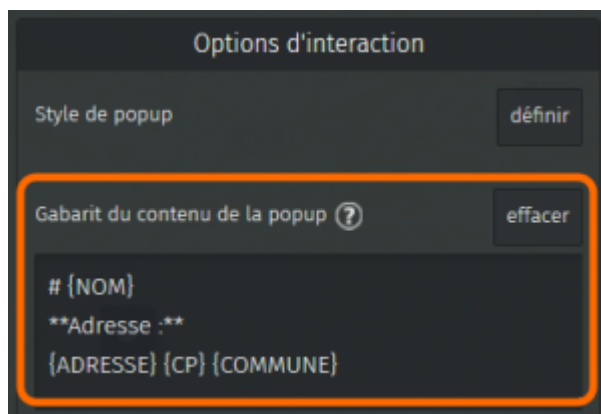 Options d'interaction
Style de popup définir
Gabarit du contenu de la popup ? effacer
# {NOM}
**Adresse :**
{ADRESSE} {CP} {COMMUNE}